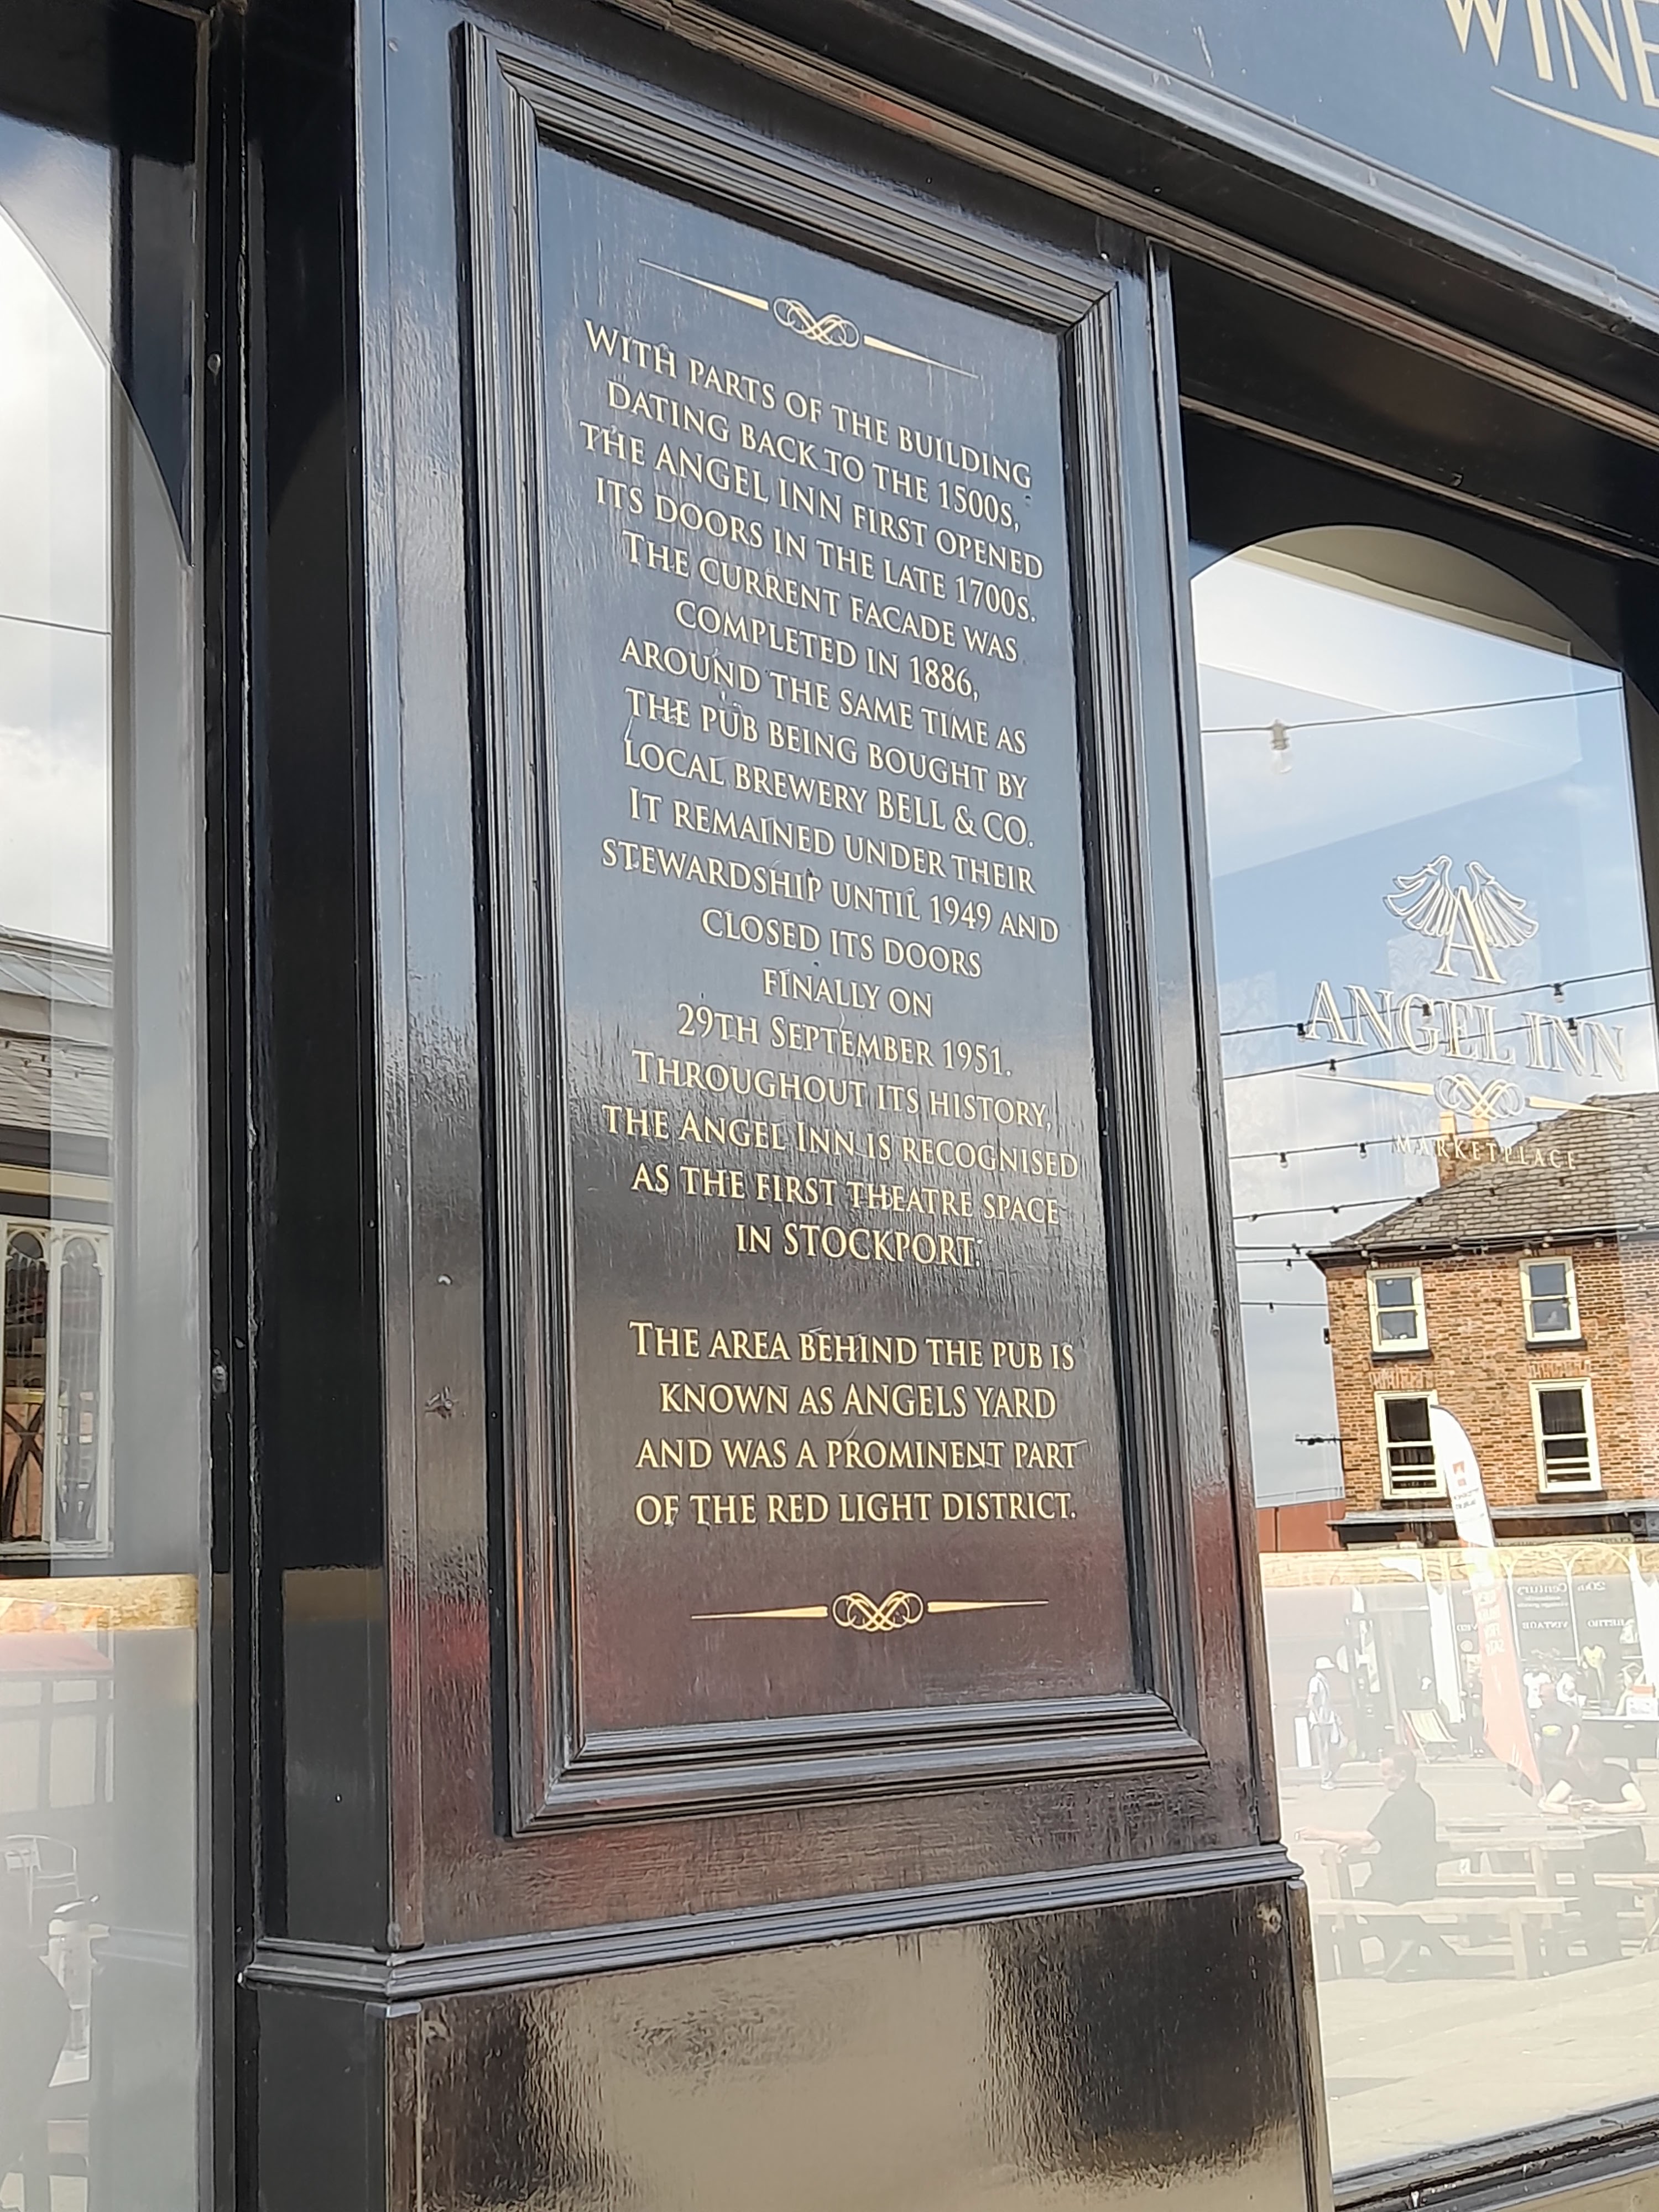 WINE
WITH PARTS OF THE BUILDING
DATING BACK TO THE 1500s,
THE ANGEL INN FIRST OPENED
ITS DOORS IN THE LATE 1700s.
THE CURRENT FACADE WAS
COMPLETED IN 1886,
AROUND THE SAME TIME AS
THE PUB BEING BOUGHT BY
LOCAL BREWERY BELL & CO.
IT REMAINED UNDER THEIR
STEWARDSHIP UNTIL 1949 AND
CLOSED ITS DOORS
FINALLY ON
29TH SEPTEMBER 1951.
THROUGHOUT ITS HISTORY,
THE ANGEL INN IS RECOGNISED
AS THE FIRST THEATRE SPACE
IN STOCKPORT.
THE AREA BEHIND THE PUB IS
KNOWN AS ANGELS YARD
AND WAS A PROMINENT PART
OF THE RED LIGHT DISTRICT.
A
ANGEL INN
MARKETPLACE
20th Century
VINTAGE